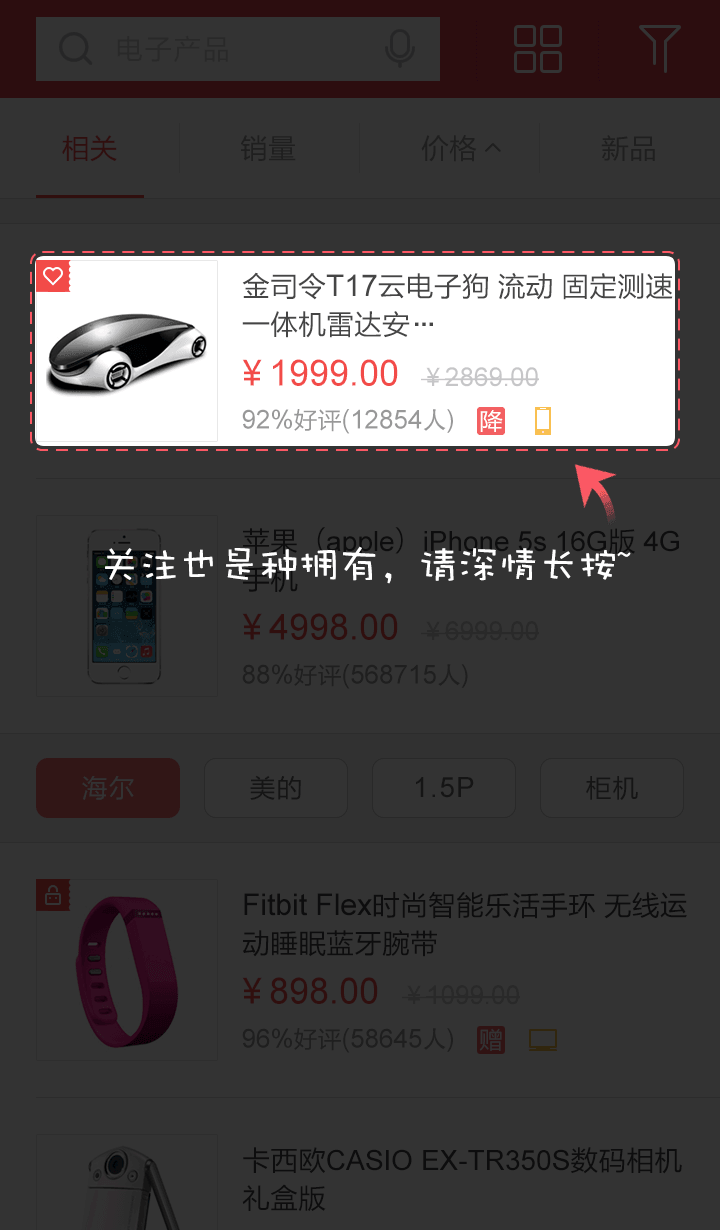 电子产品
相关
销量
价格
新品
金司令T17云电子狗 流动 固定测速
一体机雷达安…
¥1999.00 ¥2869.00
92%好评(12854人) 降
苹果（apple）iPhone 5s 16G版 4G
手机
关注也是种拥有，请深情长按~
¥4998.00 ¥6999.00
88%好评(568715人)
海尔
美的
1.5P
柜机
Fitbit Flex时尚智能乐活手环 无线运
动睡眠蓝牙腕带
¥898.00 ¥1099.00
96%好评(58645人) 赠
卡西欧CASIO EX-TR350S数码相机
礼盒版